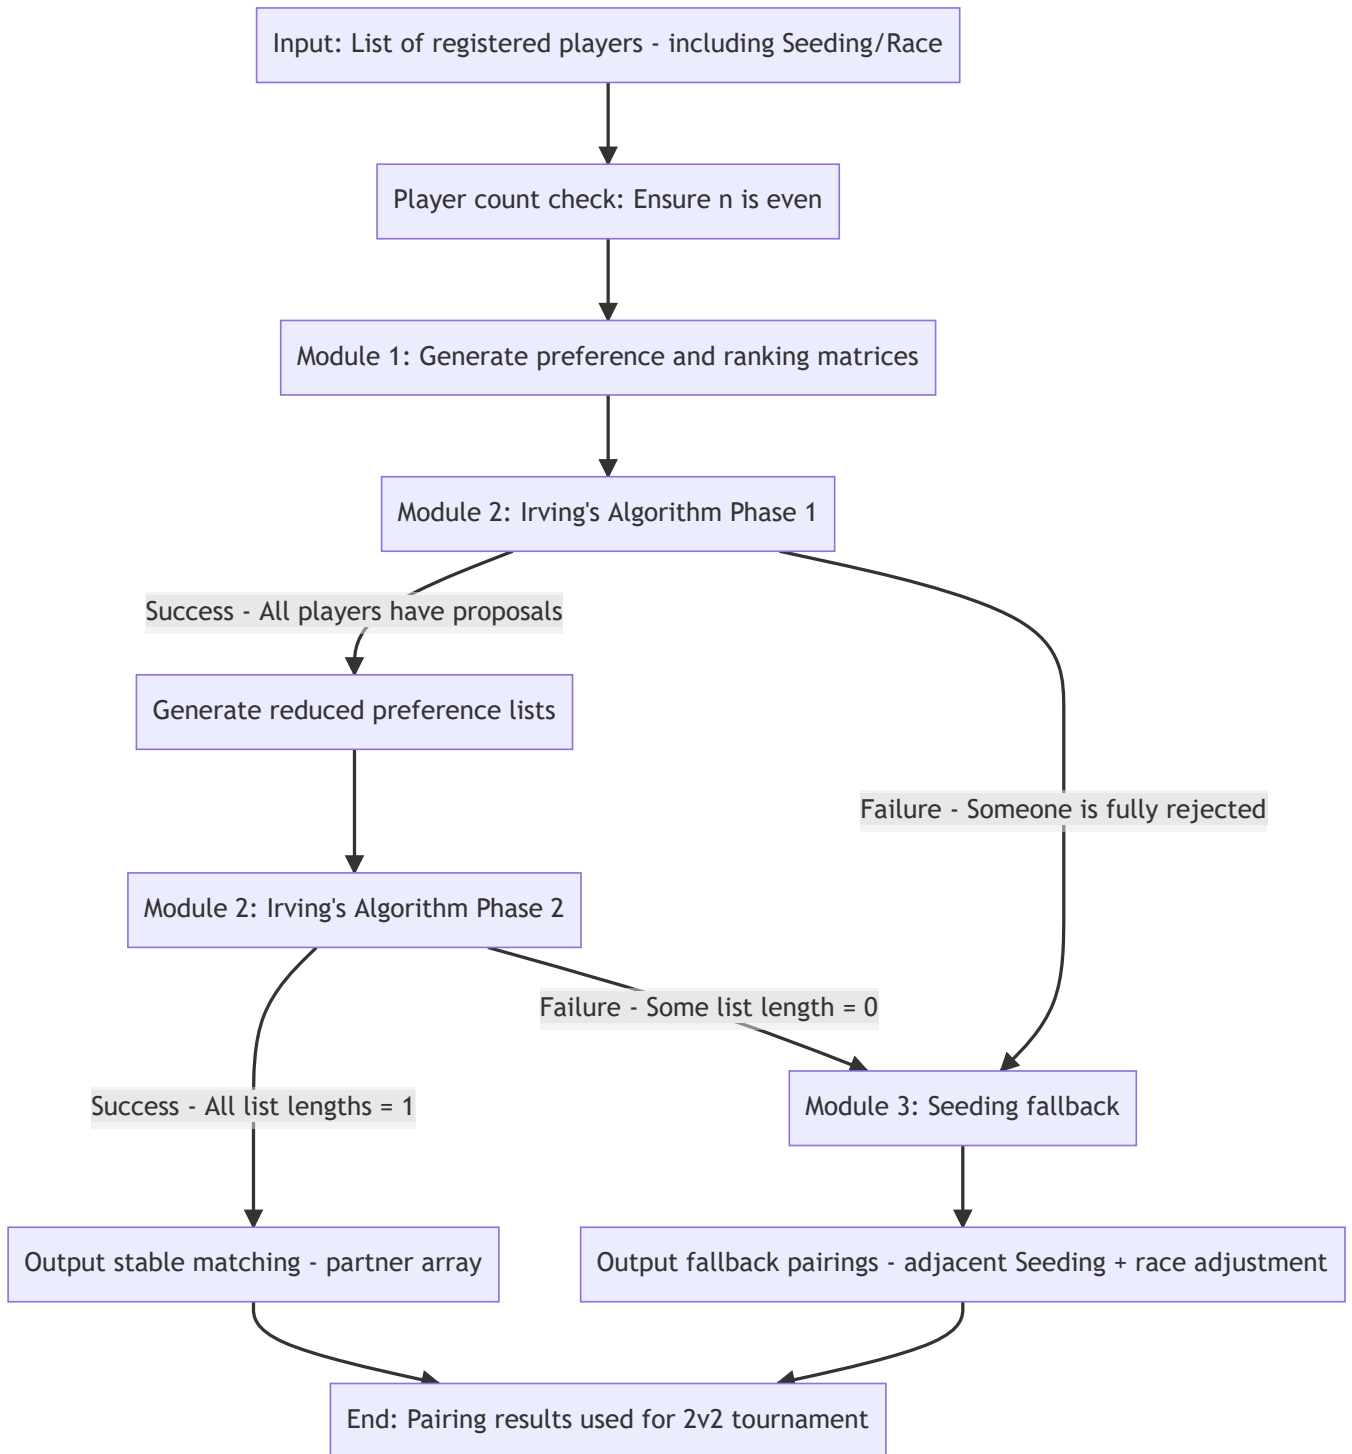 Input: List of registered players - including Seeding/Race
Player count check: Ensure n is even
Module 1: Generate preference and ranking matrices
Module 2: Irving's Algorithm Phase 1
Success - All players have proposals
Generate reduced preference lists
Failure - Someone is fully rejected
Module 2: Irving's Algorithm Phase 2
Failure - Some list length = 0
Success - All list lengths = 1
Module 3: Seeding fallback
Output stable matching - partner array
Output fallback pairings - adjacent Seeding + race adjustment
End: Pairing results used for 2v2 tournament